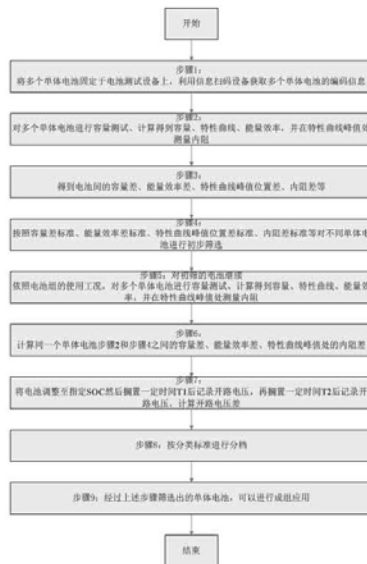 开始
步骤1:
将多个单体电池固定于电池测试设备上，利用信息扫码设备获取多个单体电池的编码信息
步骤2:
对多个单体电池进行容量测试、计算得到容量、特性曲线、能量效率，并在特性曲线峰值处
测量内阻
步骤3:
得到电池间的容量差、能量效率差、特性曲线峰值位置差、内阻差等
步骤4:
按照容量差标准、能量效率差标准、特性曲线峰值位置差标准、内阻差标准等对不同单体电
池进行初步筛选
步骤5: 对初筛的电池继续
依照电池组的使用工况，对多个单体电池进行容量测试、计算得到容量、特性曲线、能量效
率，并在特性曲线峰值处测量内阻
步骤6:
计算同一个单体电池步骤2和步骤4之间的容量差、能量效率差、特性曲线峰值处的内阻差
步骤7:
将电池调整至指定SOC然后搁置一定时间T1后记录开路电压，再搁置一定时间T2后记录开
路电压，计算开路电压差
步骤8: 按分类标准进行分档
步骤9: 经过上述步骤筛选出的单体电池，可以进行成组应用
结束